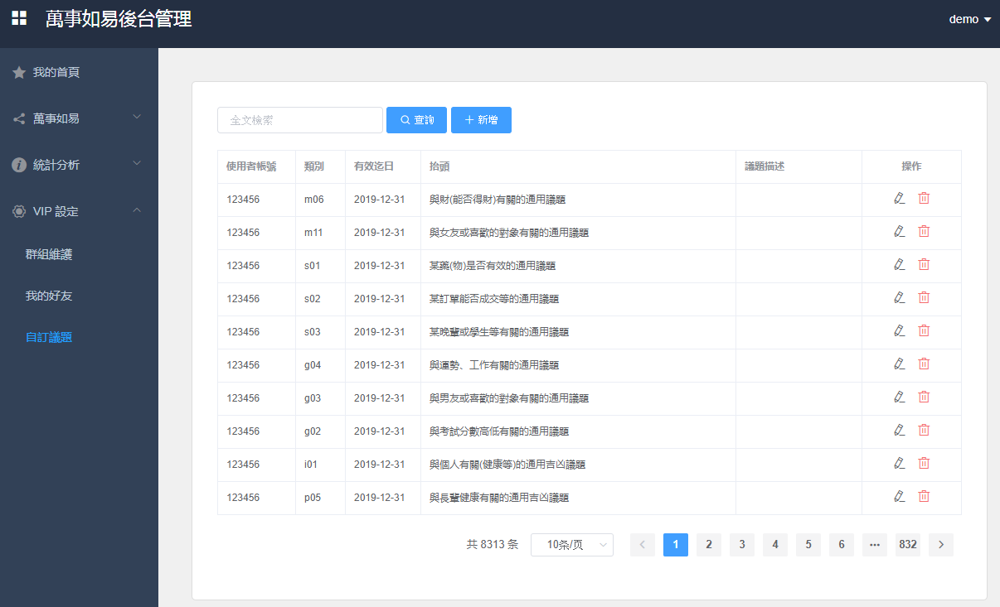 萬事如易後台管理
demo
我的首頁
萬事如易
統計分析
VIP 設定
群組維護
我的好友
自訂議題
全文檢索 查詢 新增
使用者帳號 類別 有效迄日 抬頭 議題描述 操作
123456 m06 2019-12-31 與財(能否得財)有關的通用議題
123456 m11 2019-12-31 與女友或喜歡的對象有關的通用議題
123456 s01 2019-12-31 某藥(物)是否有效的通用議題
123456 s02 2019-12-31 某訂單能否成交等的通用議題
123456 s03 2019-12-31 某晚輩或學生等有關的通用議題
123456 g04 2019-12-31 與運勢、工作有關的通用議題
123456 g03 2019-12-31 與男友或喜歡的對象有關的通用議題
123456 g02 2019-12-31 與考試分數高低有關的通用議題
123456 i01 2019-12-31 與個人有關(健康等)的通用吉凶議題
123456 p05 2019-12-31 與長輩健康有關的通用吉凶議題
共 8313 条 10条/页 1 2 3 4 5 6 ••• 832